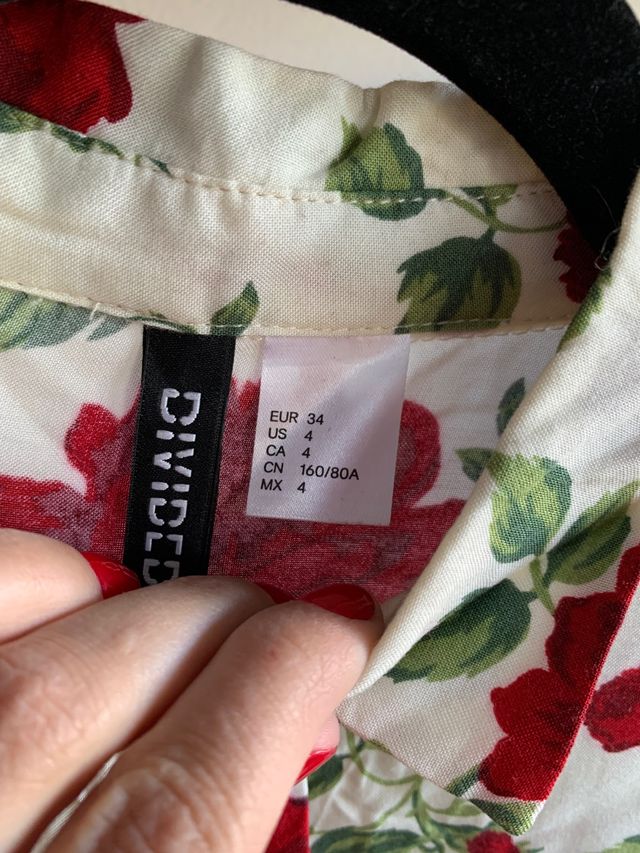 DIVIDED
EUR 34
US 4
CA 4
CN 160/80A
MX 4